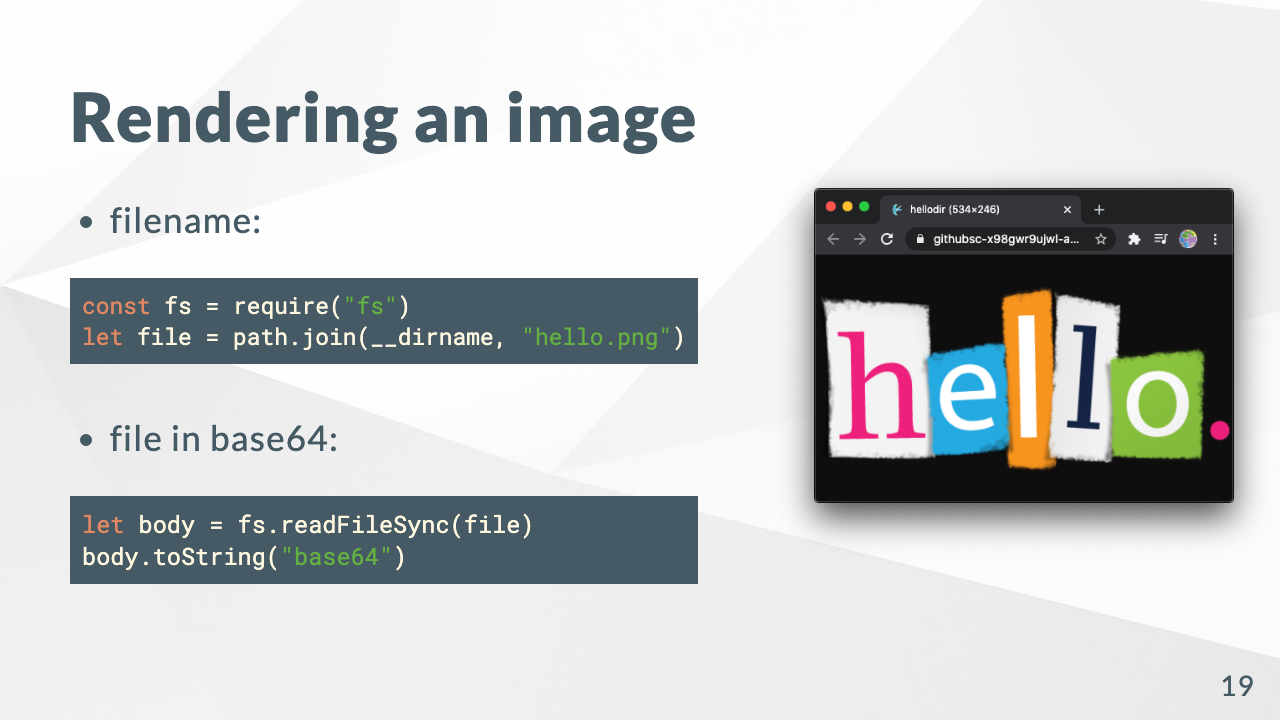 Rendering an image
• filename:
const fs = require("fs")
let file = path.join(__dirname, "hello.png")
• file in base64:
let body = fs.readFileSync(file)
body.toString("base64")
hellodir (534×246)
githubsc-x98gwr9ujwl-a...
hello.
19